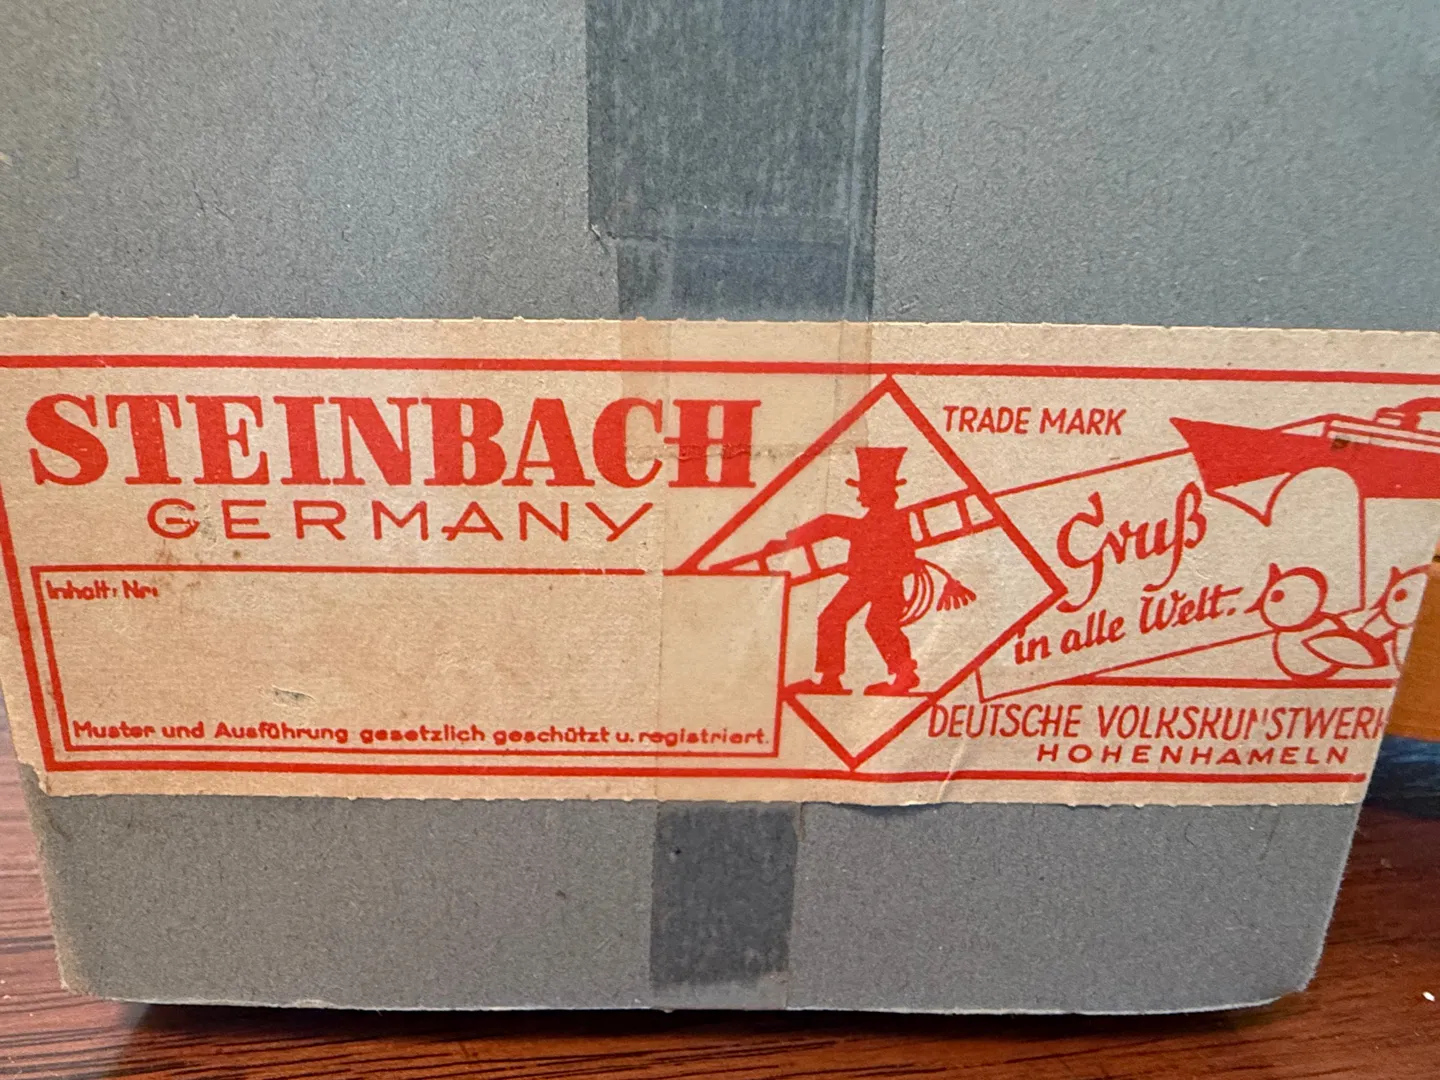 STEINBACH
GERMANY
Inhalt: Nr:
Muster und Ausführung gesetzlich geschützt u. registriert.
TRADE MARK
Gruß
in alle Welt.
DEUTSCHE VOLKSKUNSTWERK
HOHENHAMELN